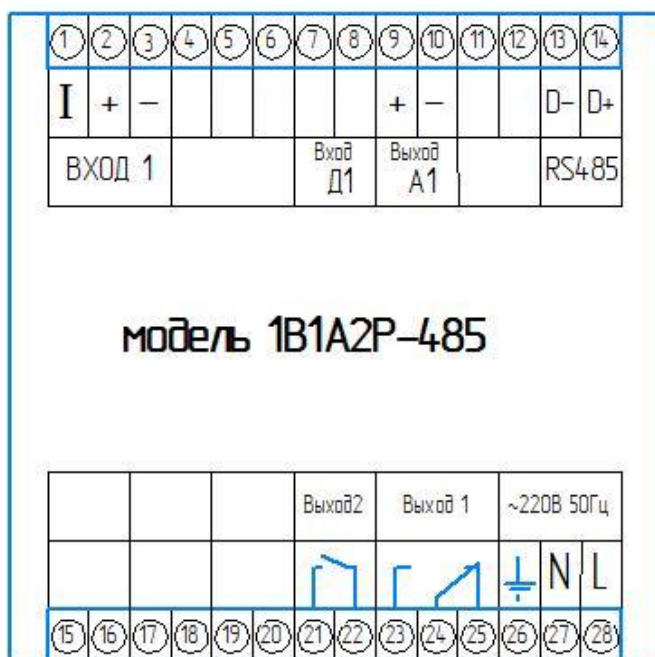 1 2 3 4 5 6 7 8 9 10 11 12 13 14
I + − + − D− D+
ВХОД 1 Вход Д1 Выход А1 RS485
модель 1В1А2Р–485
Выход2 Выход 1 ~220В 50Гц
N L
15 16 17 18 19 20 21 22 23 24 25 26 27 28